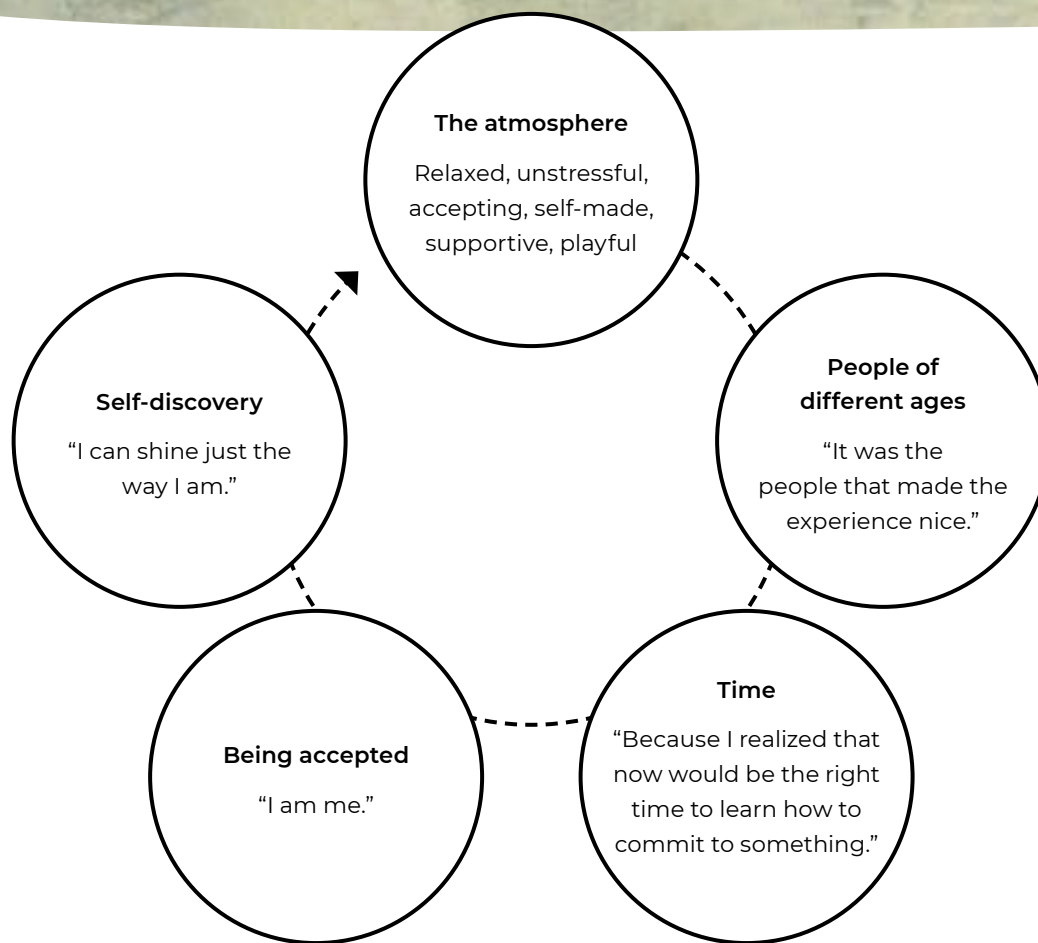 The atmosphere
Relaxed, unstressful,
accepting, self-made,
supportive, playful
People of
different ages
“It was the
people that made the
experience nice.”
Time
“Because I realized that
now would be the right
time to learn how to
commit to something.”
Being accepted
“I am me.”
Self-discovery
“I can shine just the
way I am.”